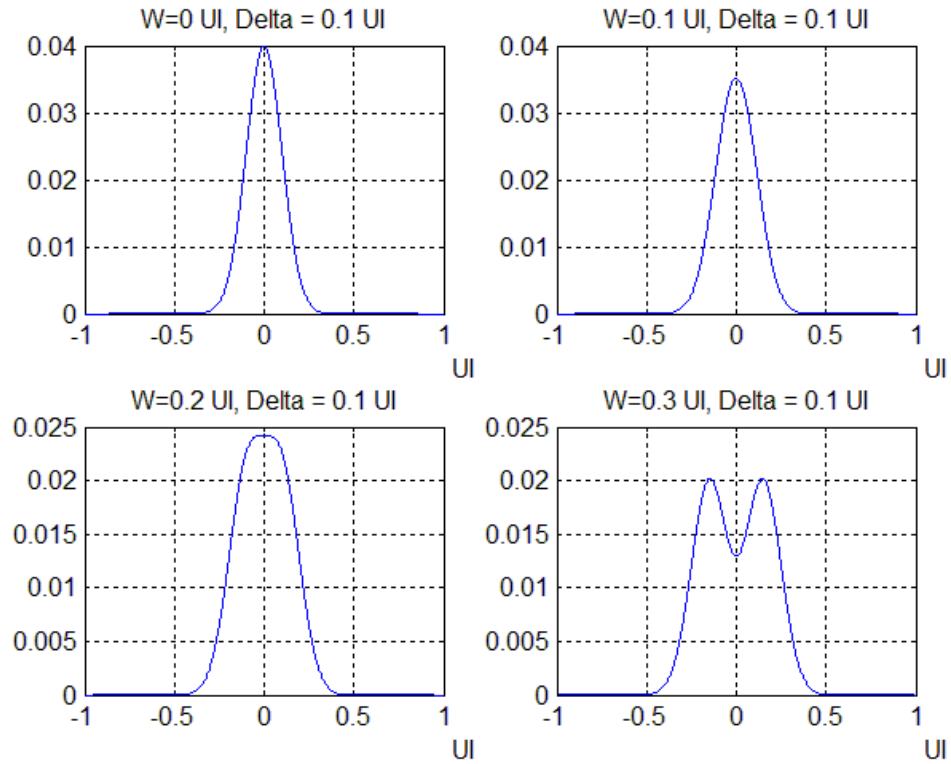 W=0 UI, Delta = 0.1 UI
0.04
0.03
0.02
0.01
0
-1 -0.5 0 0.5 1
UI
W=0.1 UI, Delta = 0.1 UI
0.04
0.03
0.02
0.01
0
-1 -0.5 0 0.5 1
UI
W=0.2 UI, Delta = 0.1 UI
0.025
0.02
0.015
0.01
0.005
0
-1 -0.5 0 0.5 1
UI
W=0.3 UI, Delta = 0.1 UI
0.025
0.02
0.015
0.01
0.005
0
-1 -0.5 0 0.5 1
UI